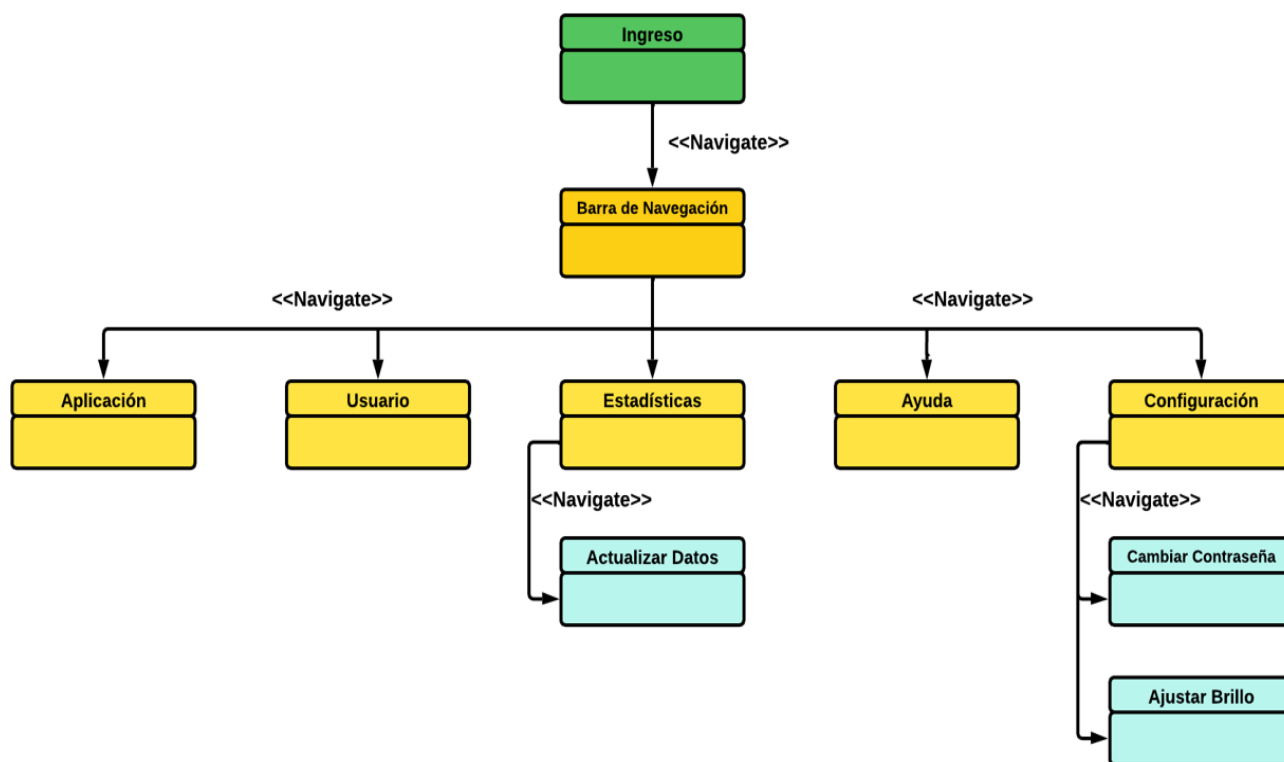 Ingreso
<<Navigate>>
Barra de Navegación
<<Navigate>>
<<Navigate>>
Aplicación
Usuario
Estadísticas
Ayuda
Configuración
<<Navigate>>
<<Navigate>>
Actualizar Datos
Cambiar Contraseña
Ajustar Brillo